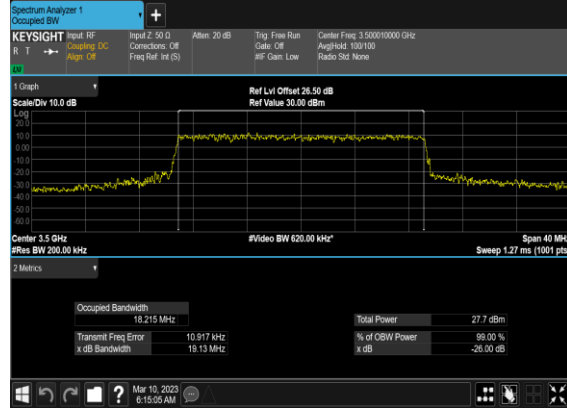 Spectrum Analyzer 1
Occupied BW
+
KEYSIGHT
R T
Input: RF
Coupling: DC
Align: Off
Input Z: 50 Ω
Corrections: Off
Freq Ref: Int (S)
Atten: 20 dB
Trig: Free Run
Gate: Off
#IF Gain: Low
Center Freq: 3.500010000 GHz
Avg|Hold: 100/100
Radio Std: None
1 Graph
Scale/Div 10.0 dB
Ref Lvl Offset 26.50 dB
Ref Value 30.00 dBm
Log
20.0
10.0
0.00
-10.0
-20.0
-30.0
-40.0
-50.0
-60.0
Center 3.5 GHz
#Res BW 200.00 kHz
#Video BW 620.00 kHz*
Span 40 MHz
Sweep 1.27 ms (1001 pts
2 Metrics
Occupied Bandwidth
18.215 MHz
Transmit Freq Error 10.917 kHz
x dB Bandwidth 19.13 MHz
Total Power 27.7 dBm
% of OBW Power 99.00 %
x dB -26.00 dB
?
Mar 10, 2023
6:15:05 AM